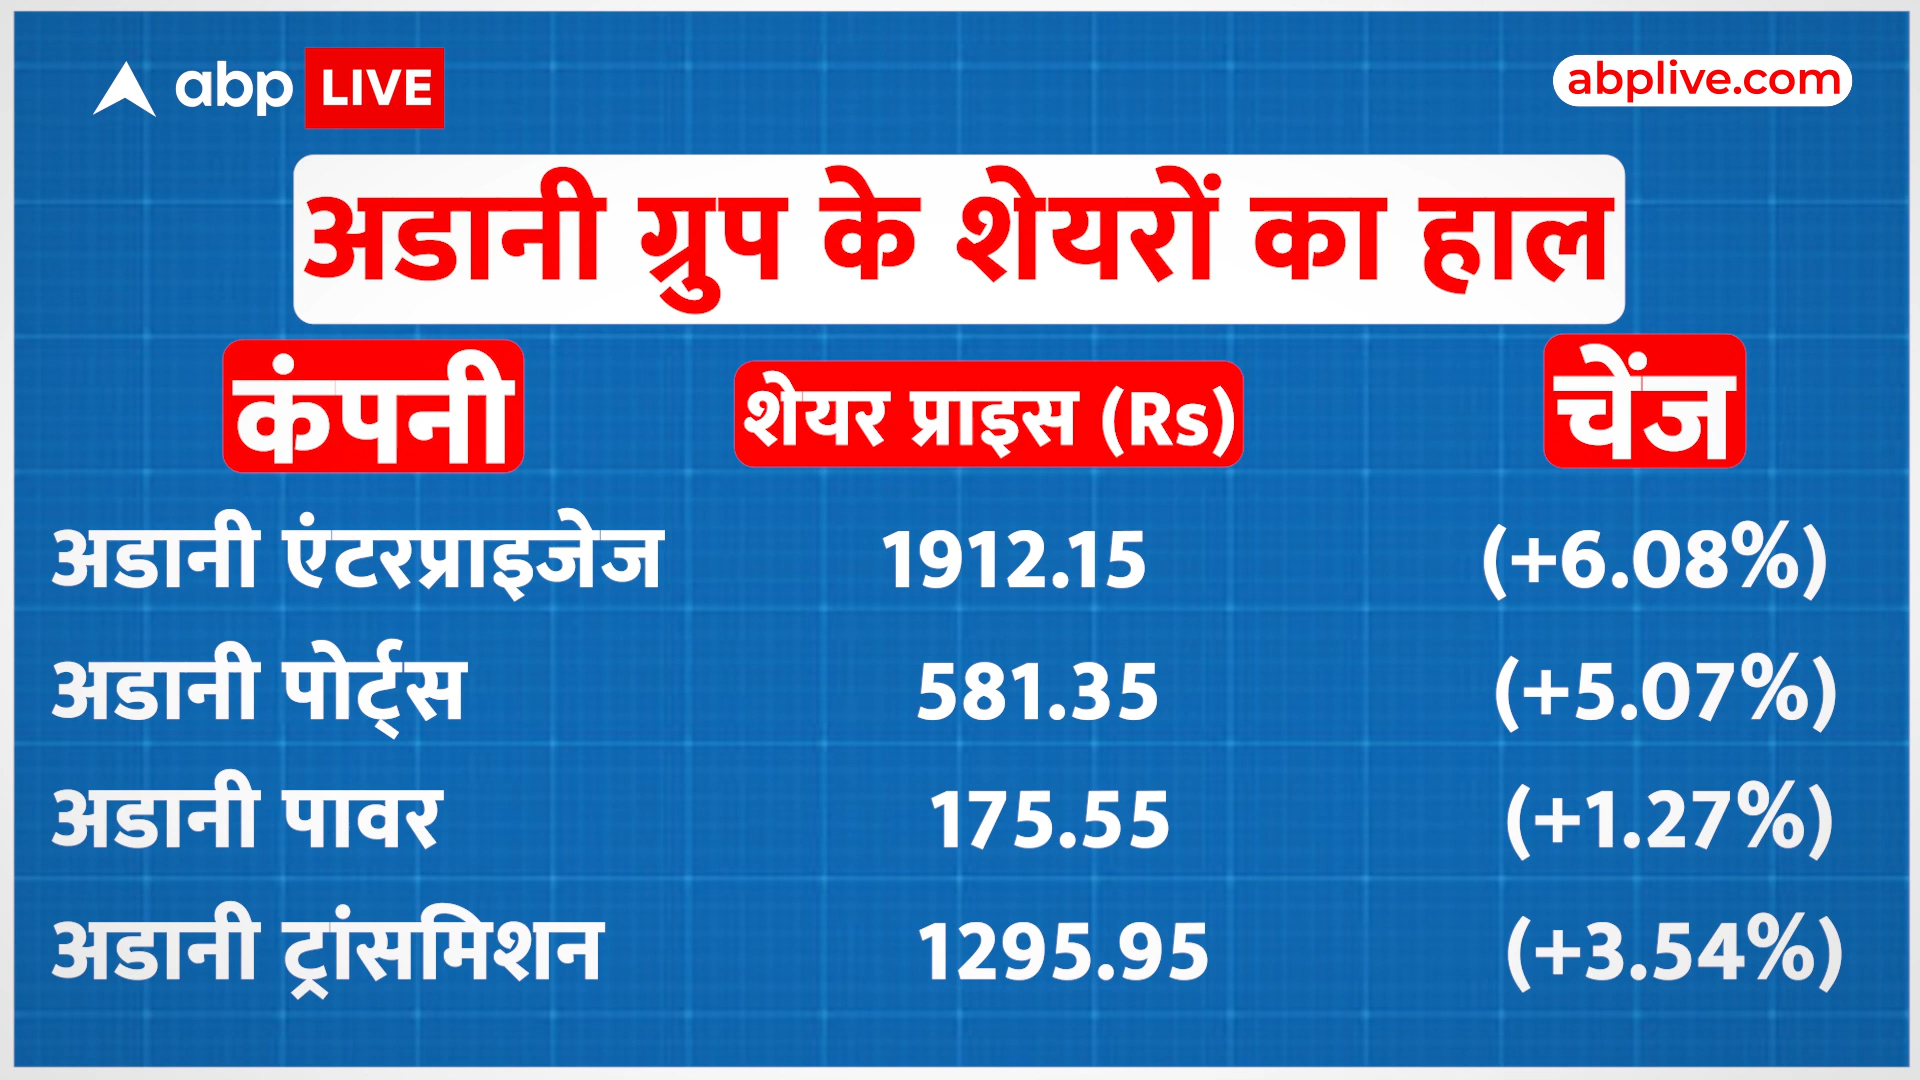 abp LIVE
abplive.com
अडानी ग्रुप के शेयरों का हाल
कंपनी शेयर प्राइस (Rs) चेंज
अडानी एंटरप्राइजेज 1912.15 (+6.08%)
अडानी पोर्ट्स 581.35 (+5.07%)
अडानी पावर 175.55 (+1.27%)
अडानी ट्रांसमिशन 1295.95 (+3.54%)